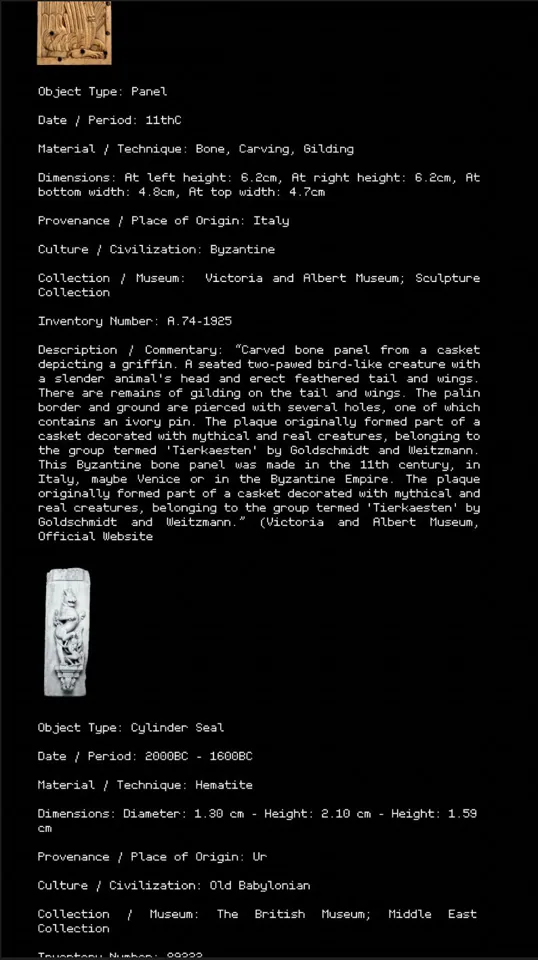 Object Type: Panel
Date / Period: 11thC
Material / Technique: Bone, Carving, Gilding
Dimensions: At left height: 6.2cm, At right height: 6.2cm, At
bottom width: 4.8cm, At top width: 4.7cm
Provenance / Place of Origin: Italy
Culture / Civilization: Byzantine
Collection / Museum: Victoria and Albert Museum; Sculpture
Collection
Inventory Number: A.74-1925
Description / Commentary: “Carved bone panel from a casket
depicting a griffin. A seated two-pawed bird-like creature with
a slender animal's head and erect feathered tail and wings.
There are remains of gilding on the tail and wings. The palin
border and ground are pierced with several holes, one of which
contains an ivory pin. The plaque originally formed part of a
casket decorated with mythical and real creatures, belonging to
the group termed 'Tierkaesten' by Goldschmidt and Weitzmann.
This Byzantine bone panel was made in the 11th century, in
Italy, maybe Venice or in the Byzantine Empire. The plaque
originally formed part of a casket decorated with mythical and
real creatures, belonging to the group termed 'Tierkaesten' by
Goldschmidt and Weitzmann.” (Victoria and Albert Museum,
Official Website
Object Type: Cylinder Seal
Date / Period: 2000BC - 1600BC
Material / Technique: Hematite
Dimensions: Diameter: 1.30 cm - Height: 2.10 cm - Height: 1.59
cm
Provenance / Place of Origin: Ur
Culture / Civilization: Old Babylonian
Collection / Museum: The British Museum; Middle East
Collection
Inventory Number: